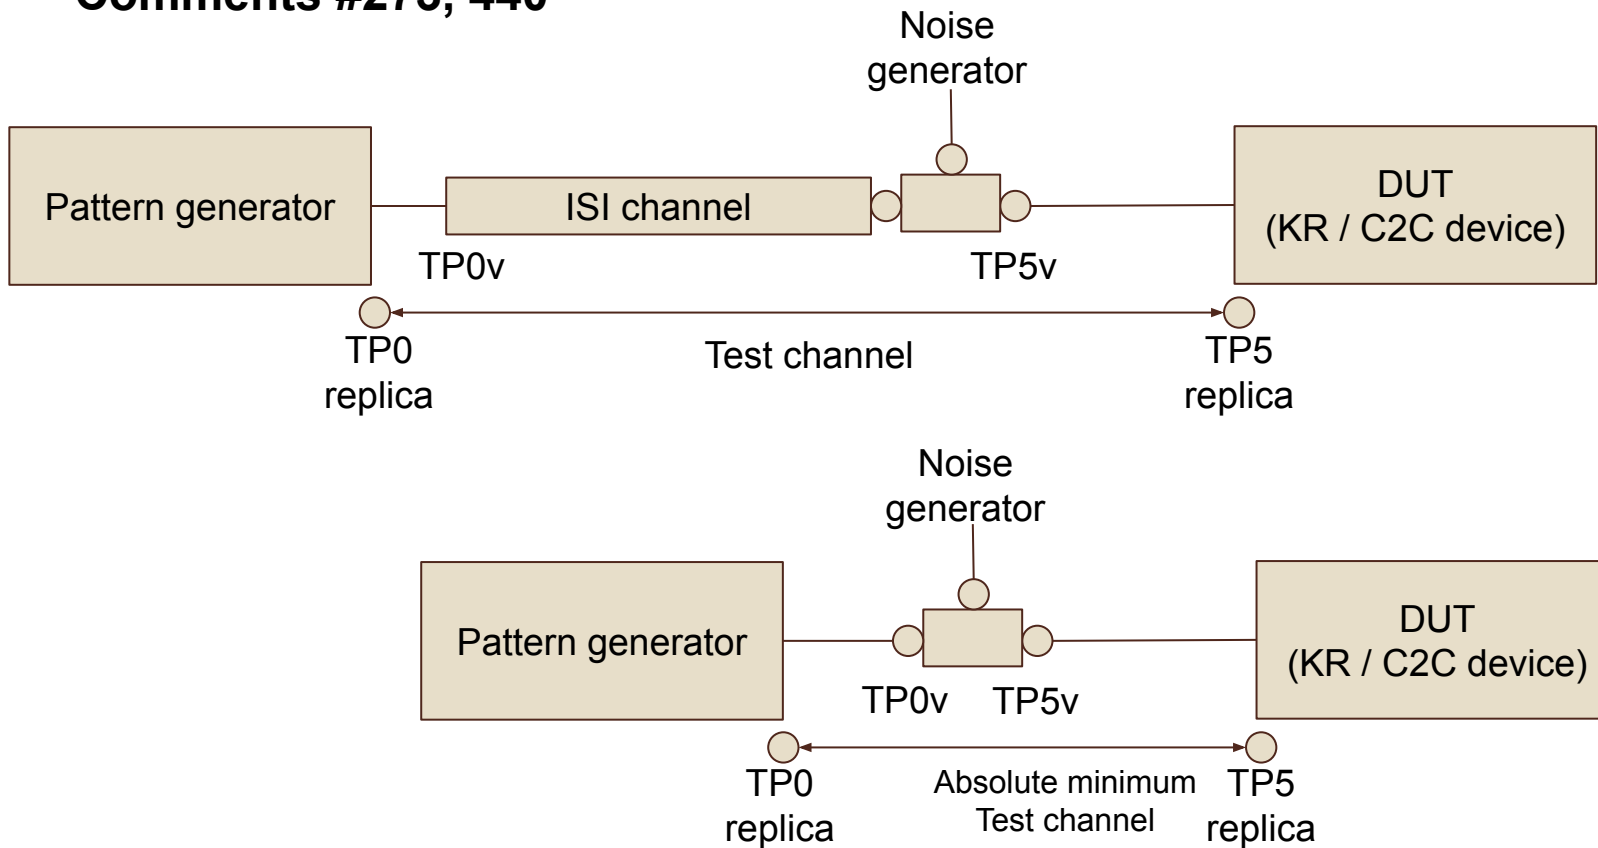 Noise
generator
Pattern generator
ISI channel
DUT
(KR / C2C device)
TP0v
TP5v
TP0
replica
Test channel
TP5
replica
Noise
generator
Pattern generator
DUT
(KR / C2C device)
TP0v
TP5v
TP0
replica
Absolute minimum
Test channel
TP5
replica